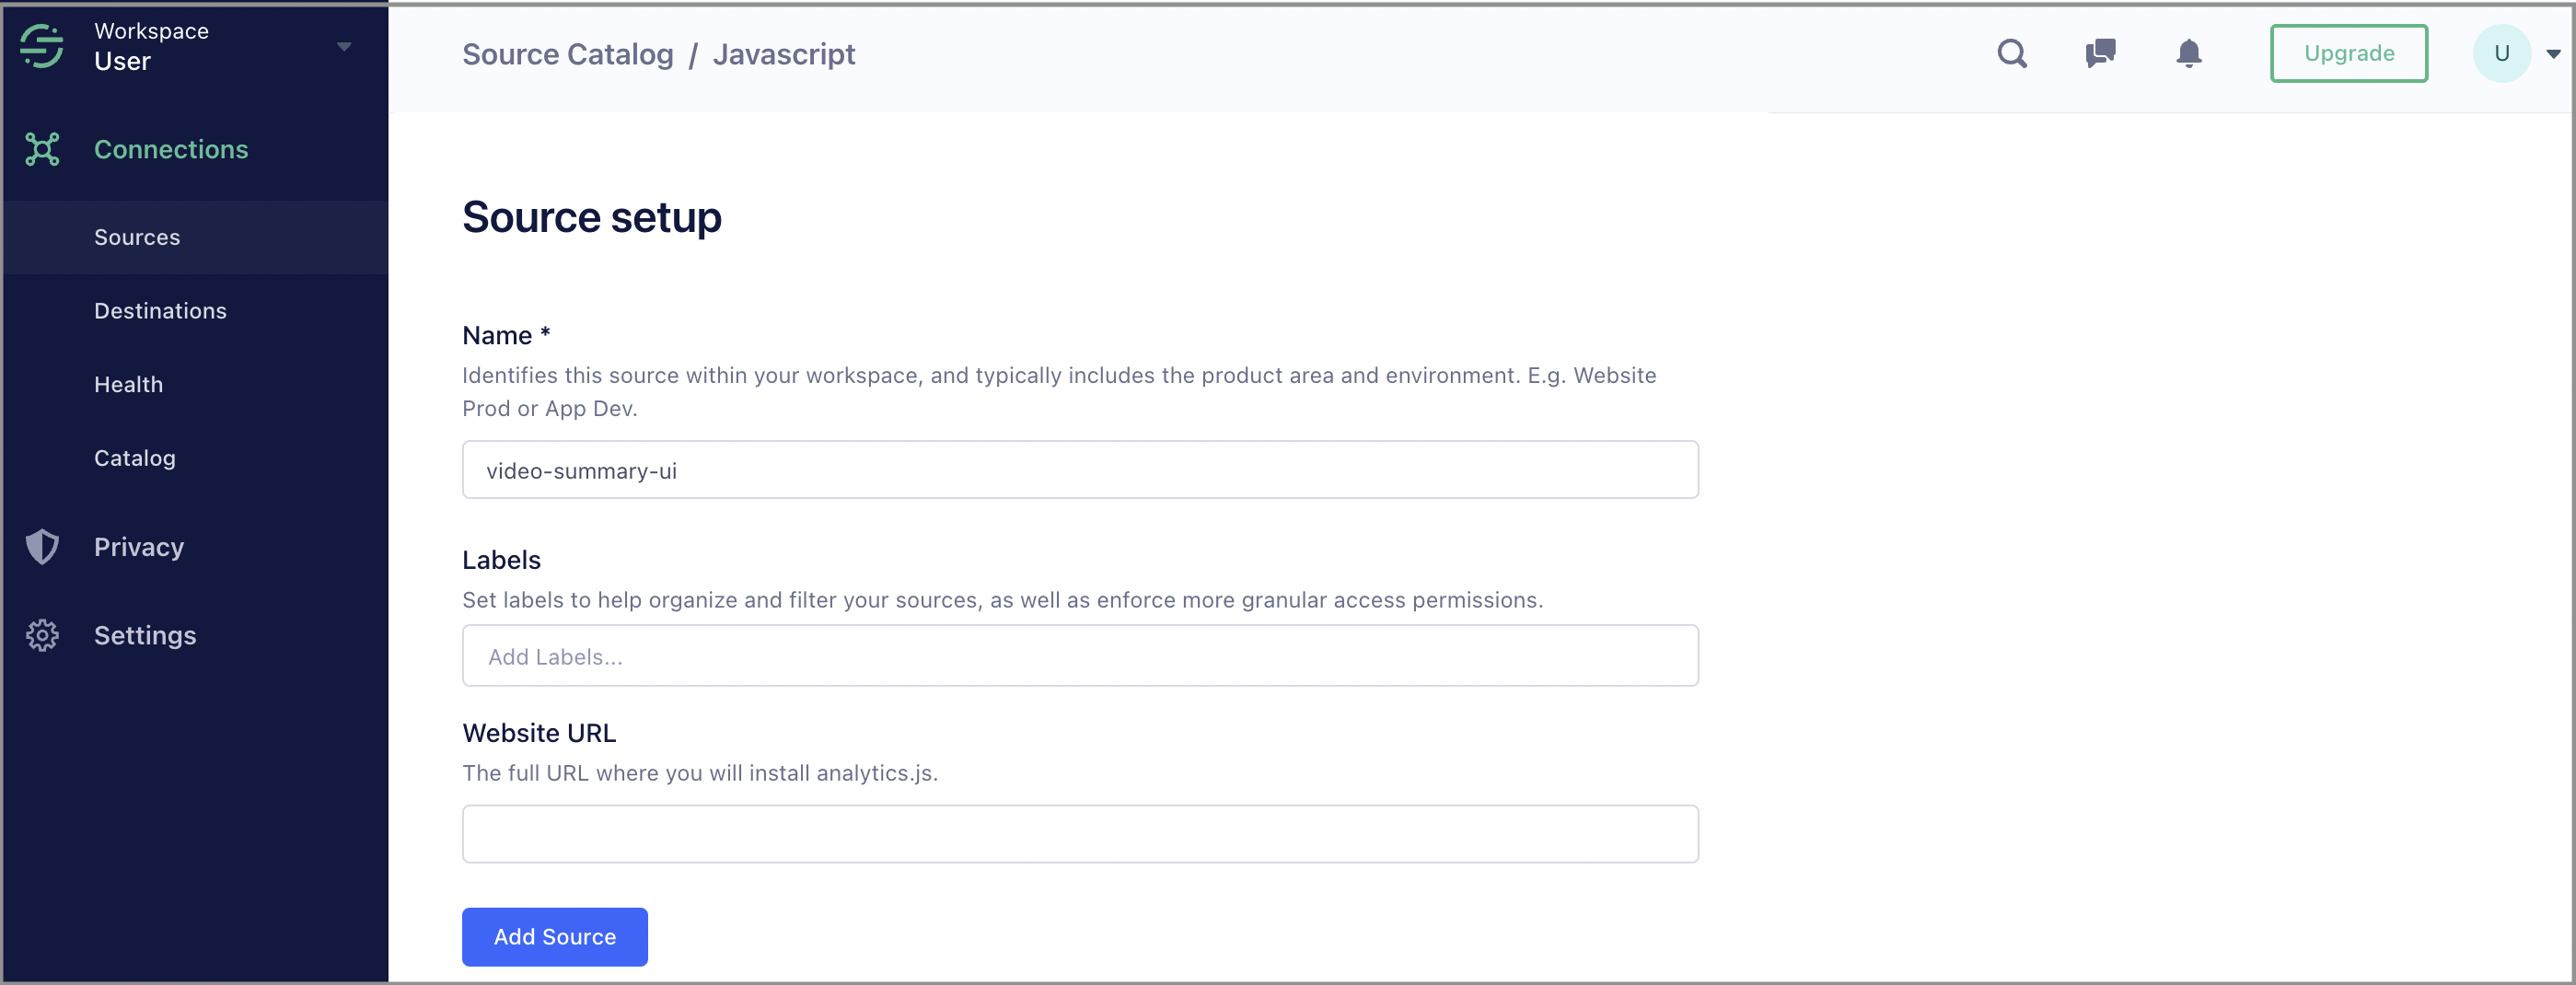 Workspace
User
Connections
Sources
Destinations
Health
Catalog
Privacy
Settings
Source Catalog / Javascript
Upgrade
U
Source setup
Name *
Identifies this source within your workspace, and typically includes the product area and environment. E.g. Website
Prod or App Dev.
video-summary-ui
Labels
Set labels to help organize and filter your sources, as well as enforce more granular access permissions.
Add Labels...
Website URL
The full URL where you will install analytics.js.
Add Source